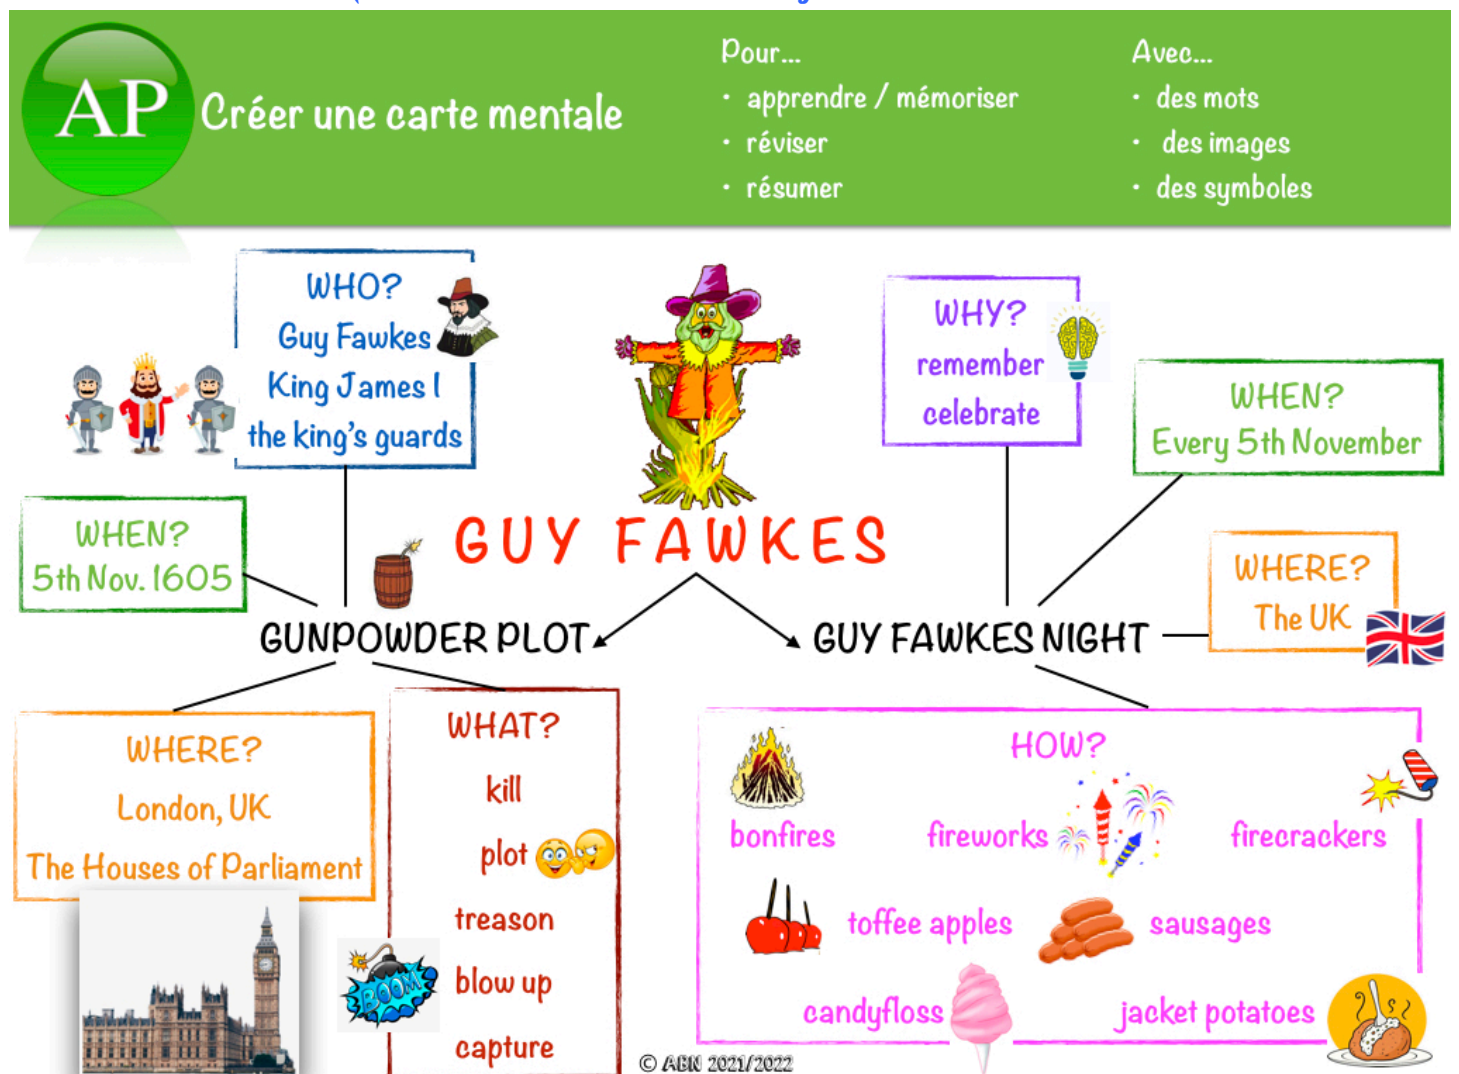 AP
Créer une carte mentale
Pour...
• apprendre / mémoriser
• réviser
• résumer
Avec...
• des mots
• des images
• des symboles
WHO?
Guy Fawkes
King James I
the king's guards
WHY?
remember
celebrate
WHEN?
Every 5th November
WHEN?
5th Nov. 1605
GUY FAWKES
WHERE?
The UK
GUNPOWDER PLOT
GUY FAWKES NIGHT
WHERE?
London, UK
The Houses of Parliament
WHAT?
kill
plot
treason
blow up
BOOM
capture
HOW?
bonfires
fireworks
firecrackers
toffee apples
sausages
candyfloss
jacket potatoes
© ABN 2021/2022